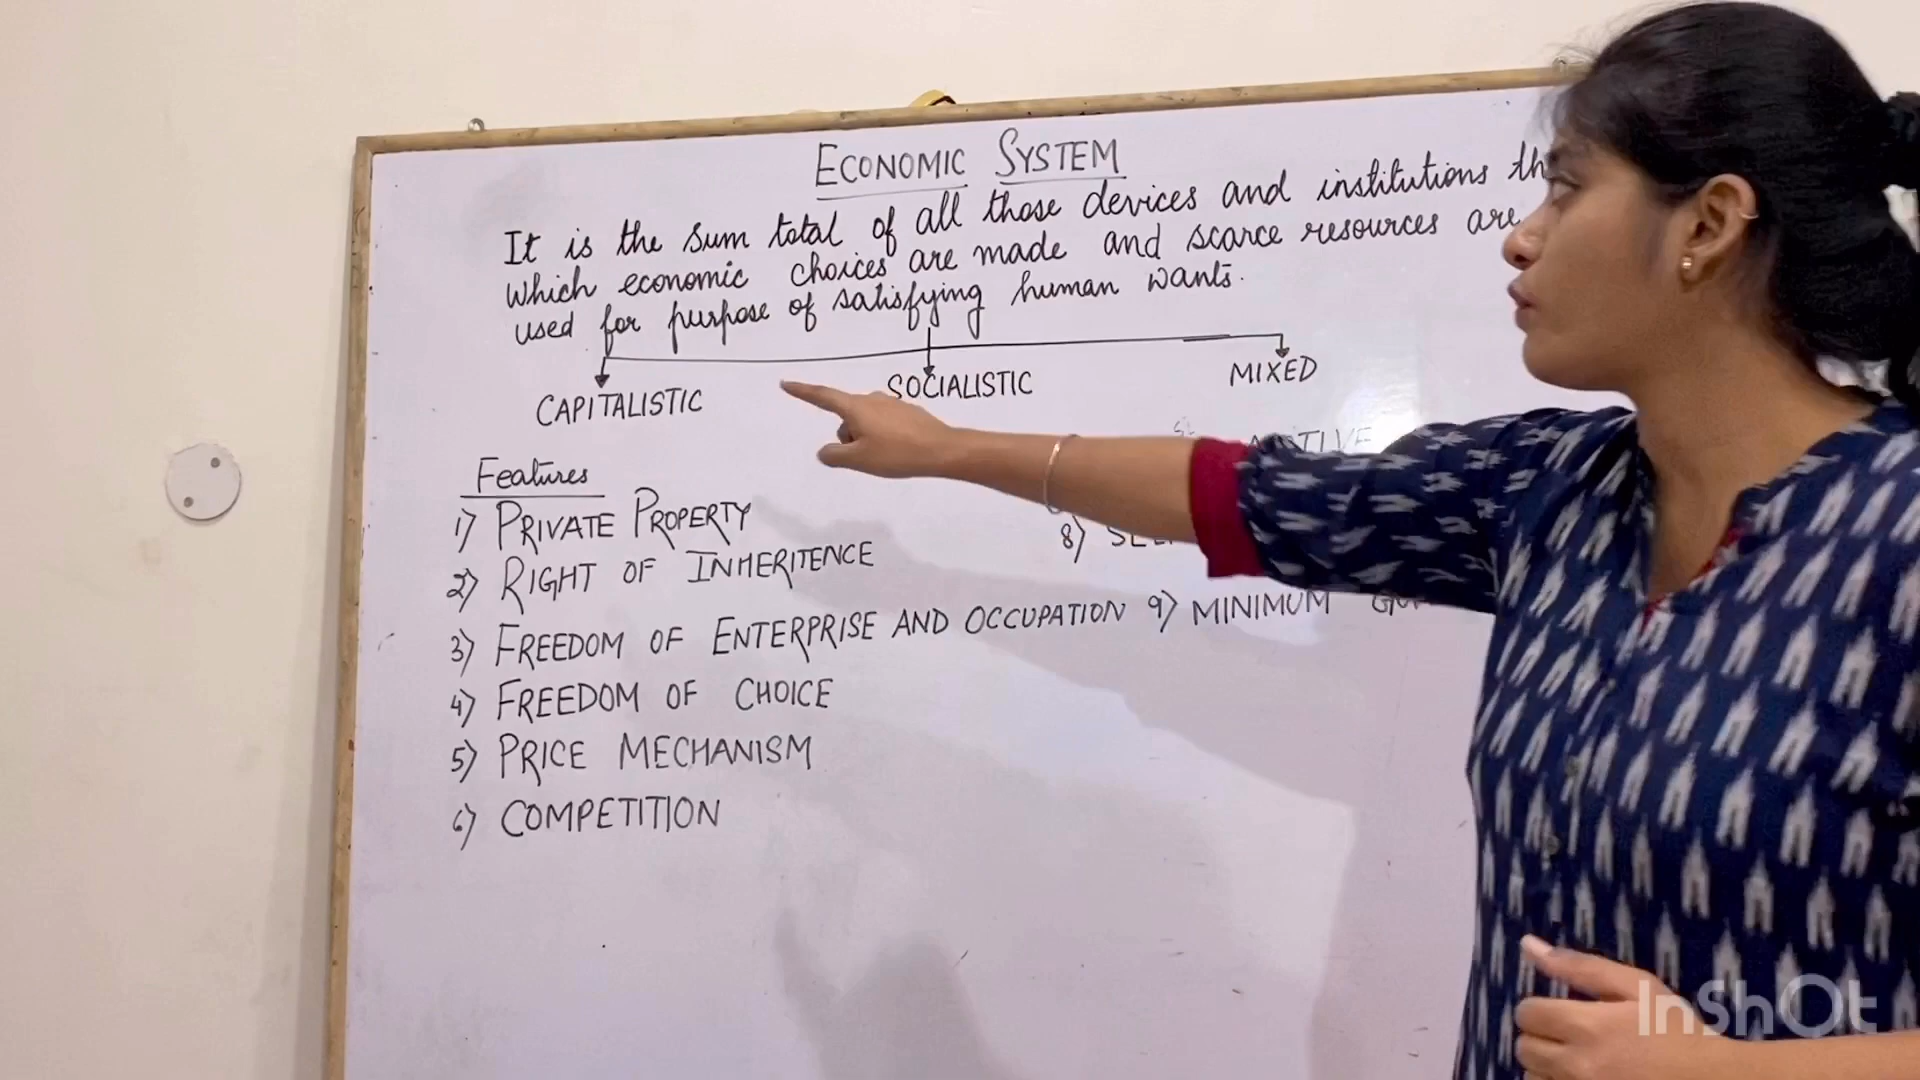 ECONOMIC SYSTEM
It is the sum total of all those devices and institutions
which economic choices are made and scarce resources are
used for purpose of satisfying human wants.
CAPITALISTIC SOCIALISTIC MIXED
Features
1) PRIVATE PROPERTY
2) RIGHT OF INHERITENCE
3) FREEDOM OF ENTERPRISE AND OCCUPATION
4) FREEDOM OF CHOICE
5) PRICE MECHANISM
6) COMPETITION
8)
9) MINIMUM
InShOt